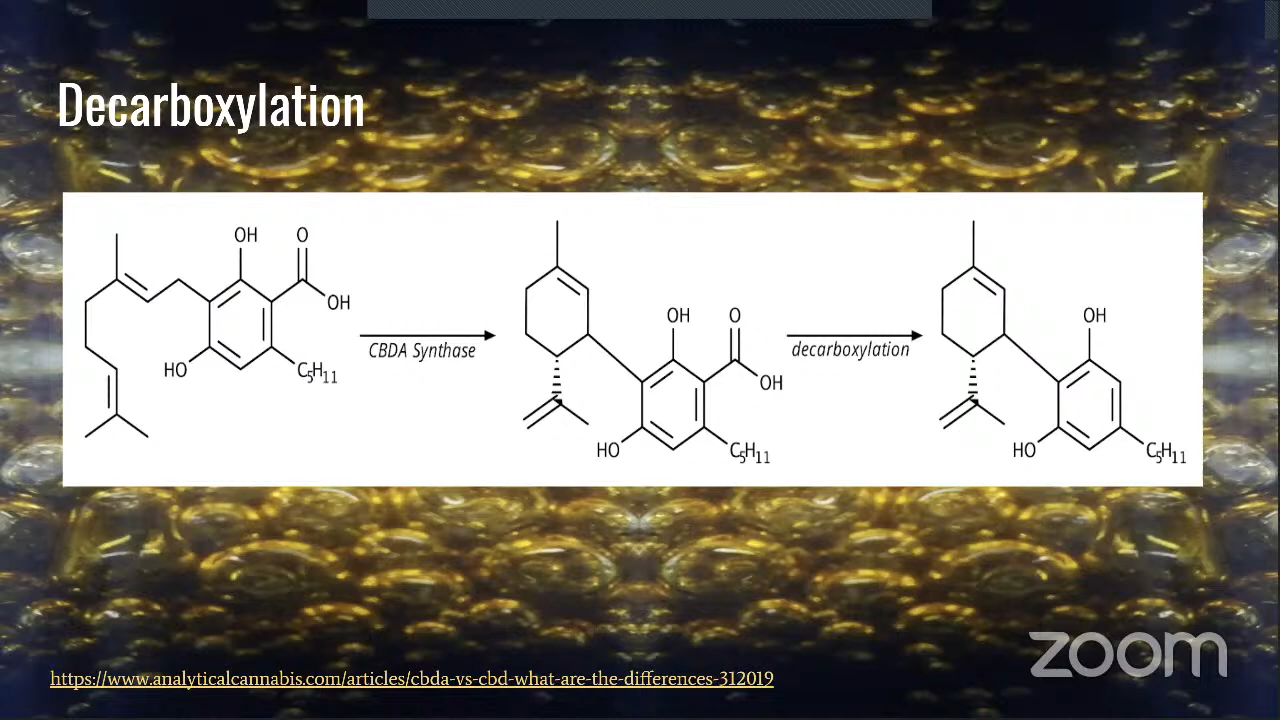 Decarboxylation
OH
O
OH
HO
C5H11
CBDA Synthase
OH
O
OH
HO
C5H11
decarboxylation
OH
HO
C5H11
zoom
https://www.analyticalcannabis.com/articles/cbda-vs-cbd-what-are-the-differences-312019